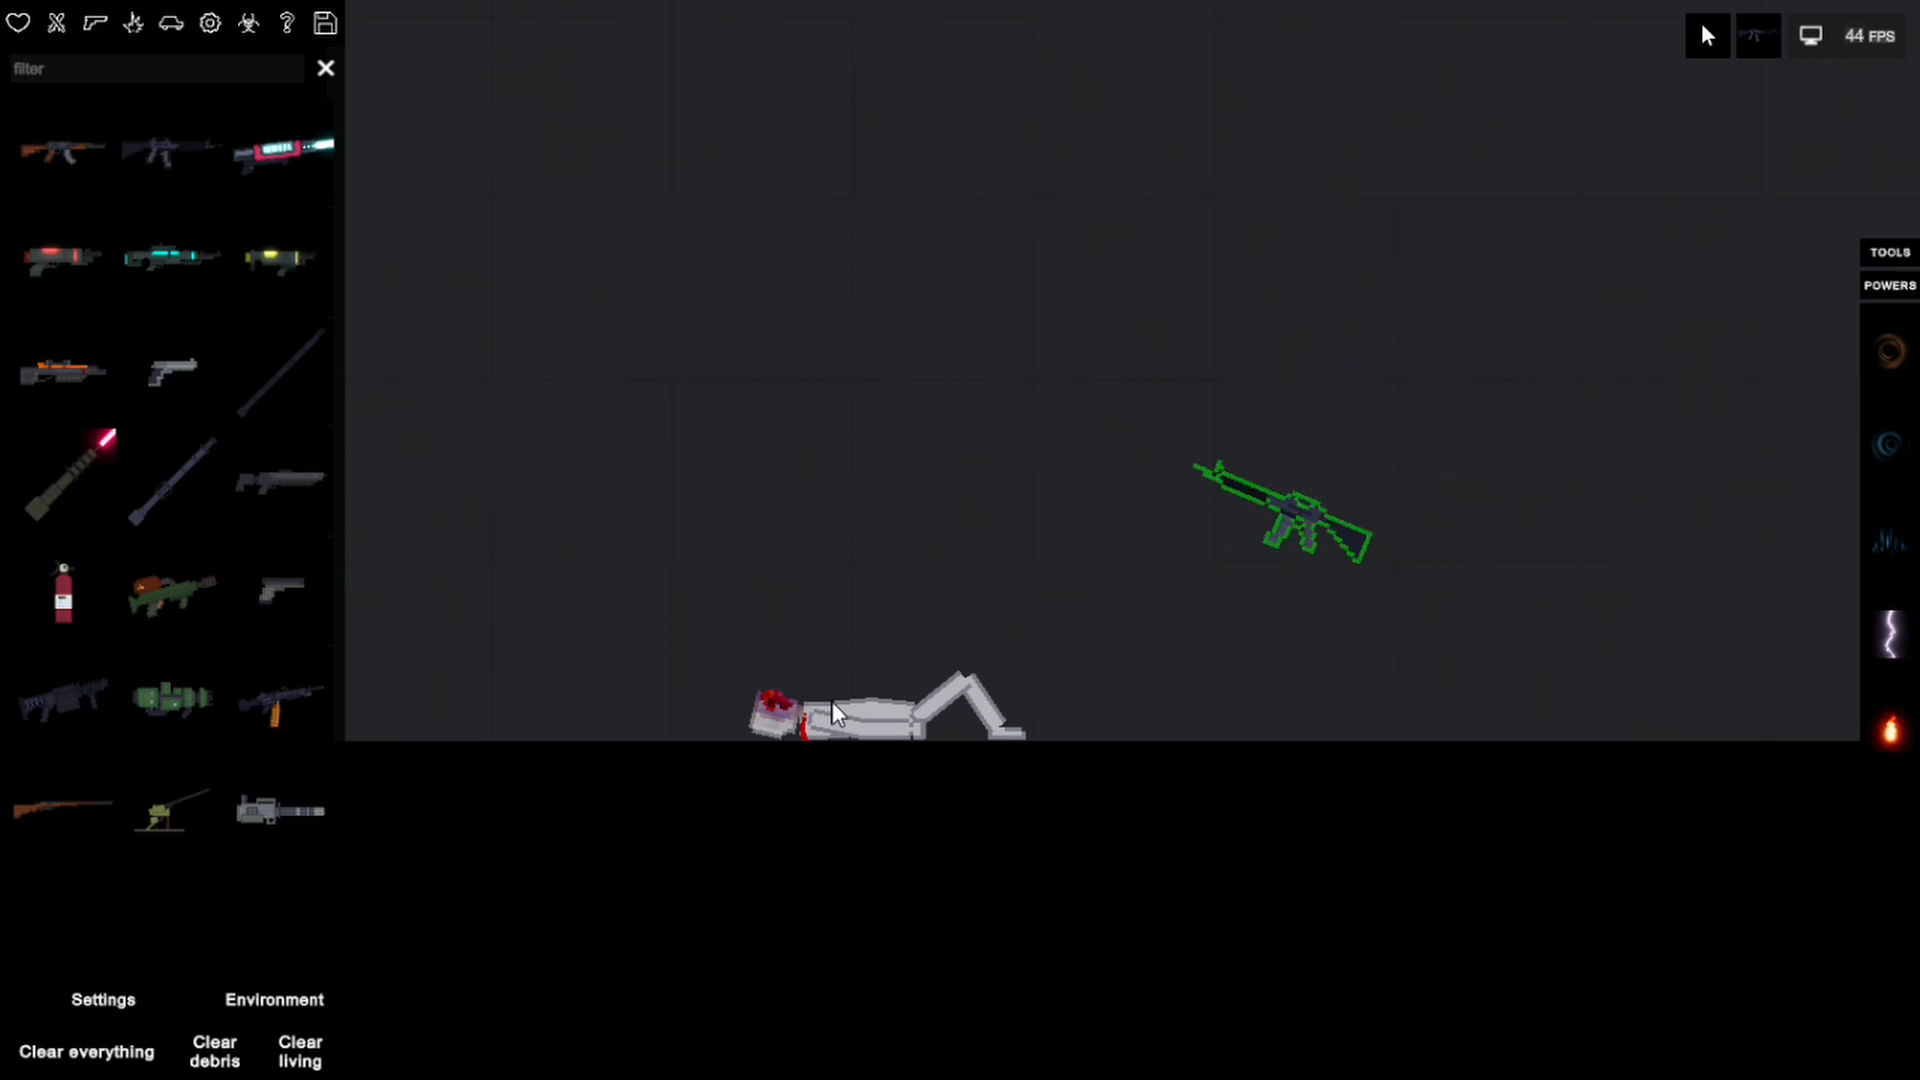 filter
44 FPS
TOOLS
POWERS
Settings
Environment
Clear everything
Clear
debris
Clear
living